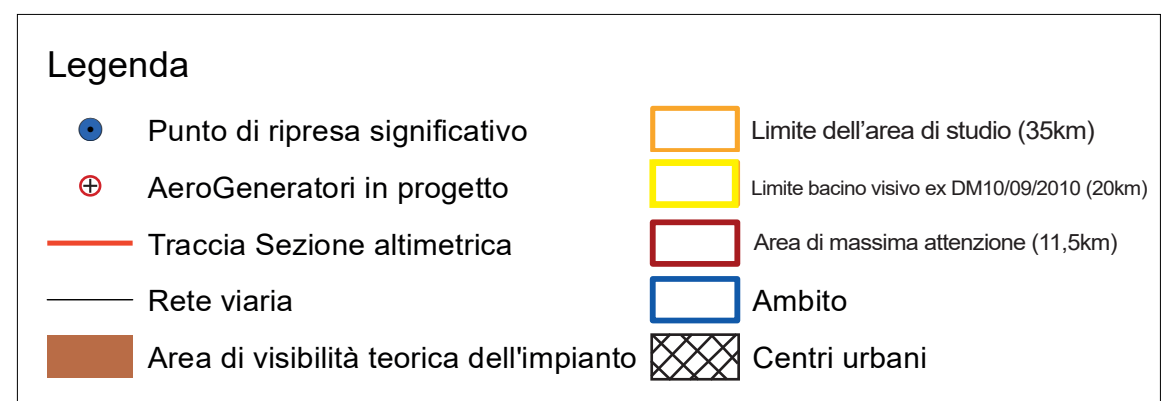 Legenda
Punto di ripresa significativo
AeroGeneratori in progetto
Traccia Sezione altimetrica
Rete viaria
Area di visibilità teorica dell'impianto
Limite dell’area di studio (35km)
Limite bacino visivo ex DM10/09/2010 (20km)
Area di massima attenzione (11,5km)
Ambito
Centri urbani